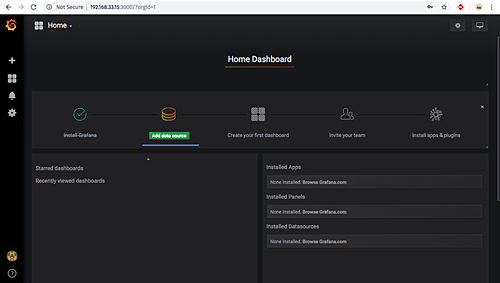 Not Secure | 192.168.33.15:3000/?orgId=1
Home
Home Dashboard
Install Grafana
Add data source
Create your first dashboard
Invite your team
Install apps & plugins
Starred dashboards
Recently viewed dashboards
Installed Apps
None installed. Browse Grafana.com
Installed Panels
None installed. Browse Grafana.com
Installed Datasources
None installed. Browse Grafana.com